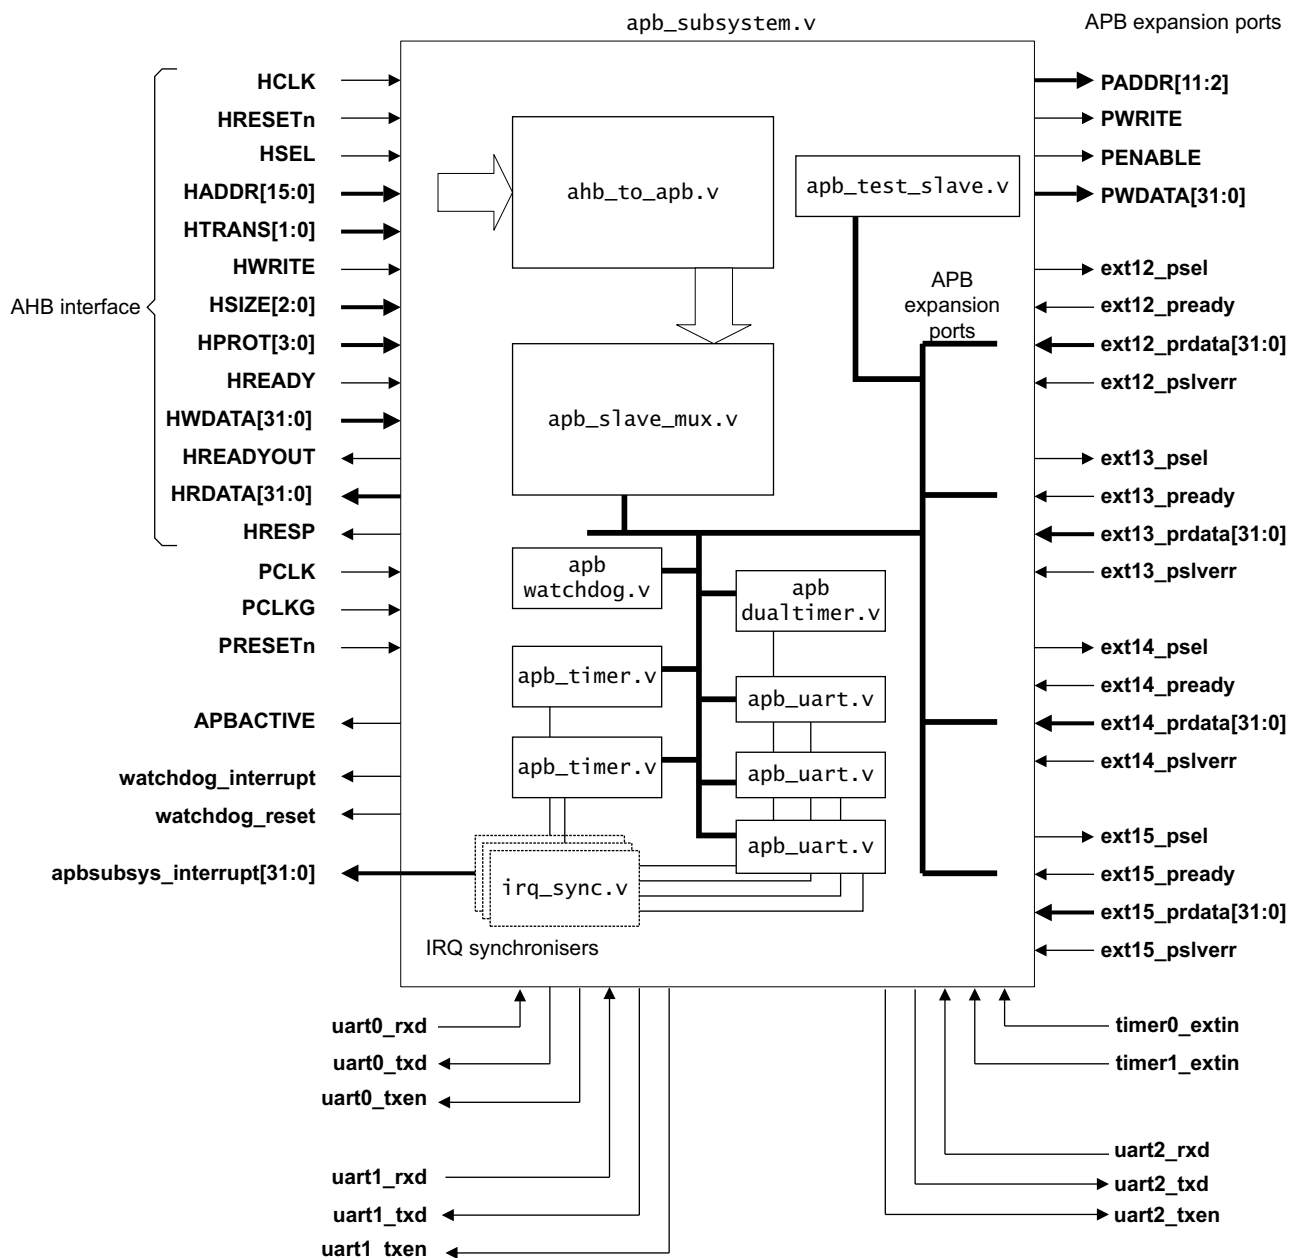 apb_subsystem.v
APB expansion ports
AHB interface
HCLK
HRESETn
HSEL
HADDR[15:0]
HTRANS[1:0]
HWRITE
HSIZE[2:0]
HPROT[3:0]
HREADY
HWDATA[31:0]
HREADYOUT
HRDATA[31:0]
HRESP
PCLK
PCLKG
PRESETn
APBACTIVE
watchdog_interrupt
watchdog_reset
apbsubsys_interrupt[31:0]
ahb_to_apb.v
apb_test_slave.v
APB
expansion
ports
apb_slave_mux.v
apb
watchdog.v
apb
dualtimer.v
apb_timer.v
apb_uart.v
apb_timer.v
apb_uart.v
apb_uart.v
irq_sync.v
IRQ synchronisers
PADDR[11:2]
PWRITE
PENABLE
PWDATA[31:0]
ext12_psel
ext12_pready
ext12_prdata[31:0]
ext12_pslverr
ext13_psel
ext13_pready
ext13_prdata[31:0]
ext13_pslverr
ext14_psel
ext14_pready
ext14_prdata[31:0]
ext14_pslverr
ext15_psel
ext15_pready
ext15_prdata[31:0]
ext15_pslverr
uart0_rxd
uart0_txd
uart0_txen
uart1_rxd
uart1_txd
uart1_txen
timer0_extin
timer1_extin
uart2_rxd
uart2_txd
uart2_txen